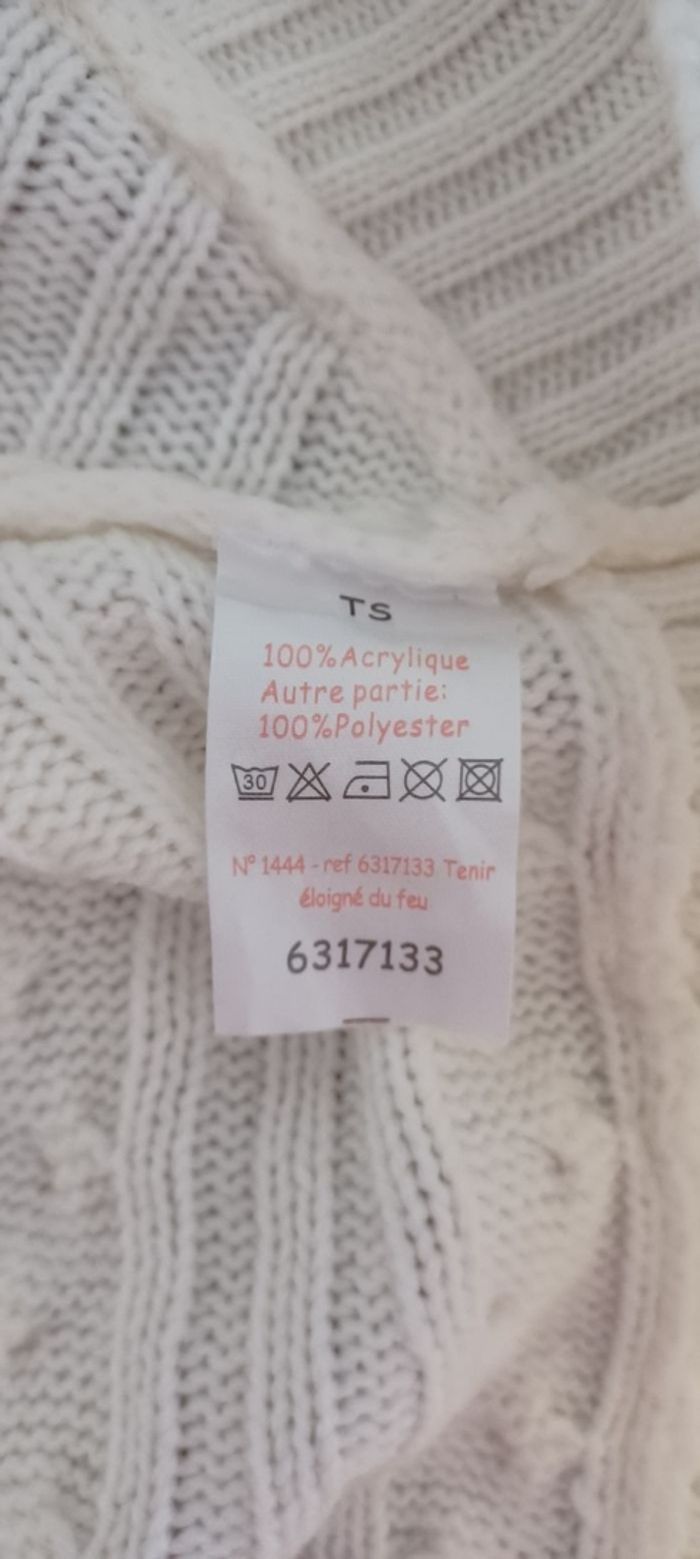 TS
100%Acrylique
Autre partie:
100%Polyester
30
N° 1444 - ref 6317133 Tenir
éloigné du feu
6317133